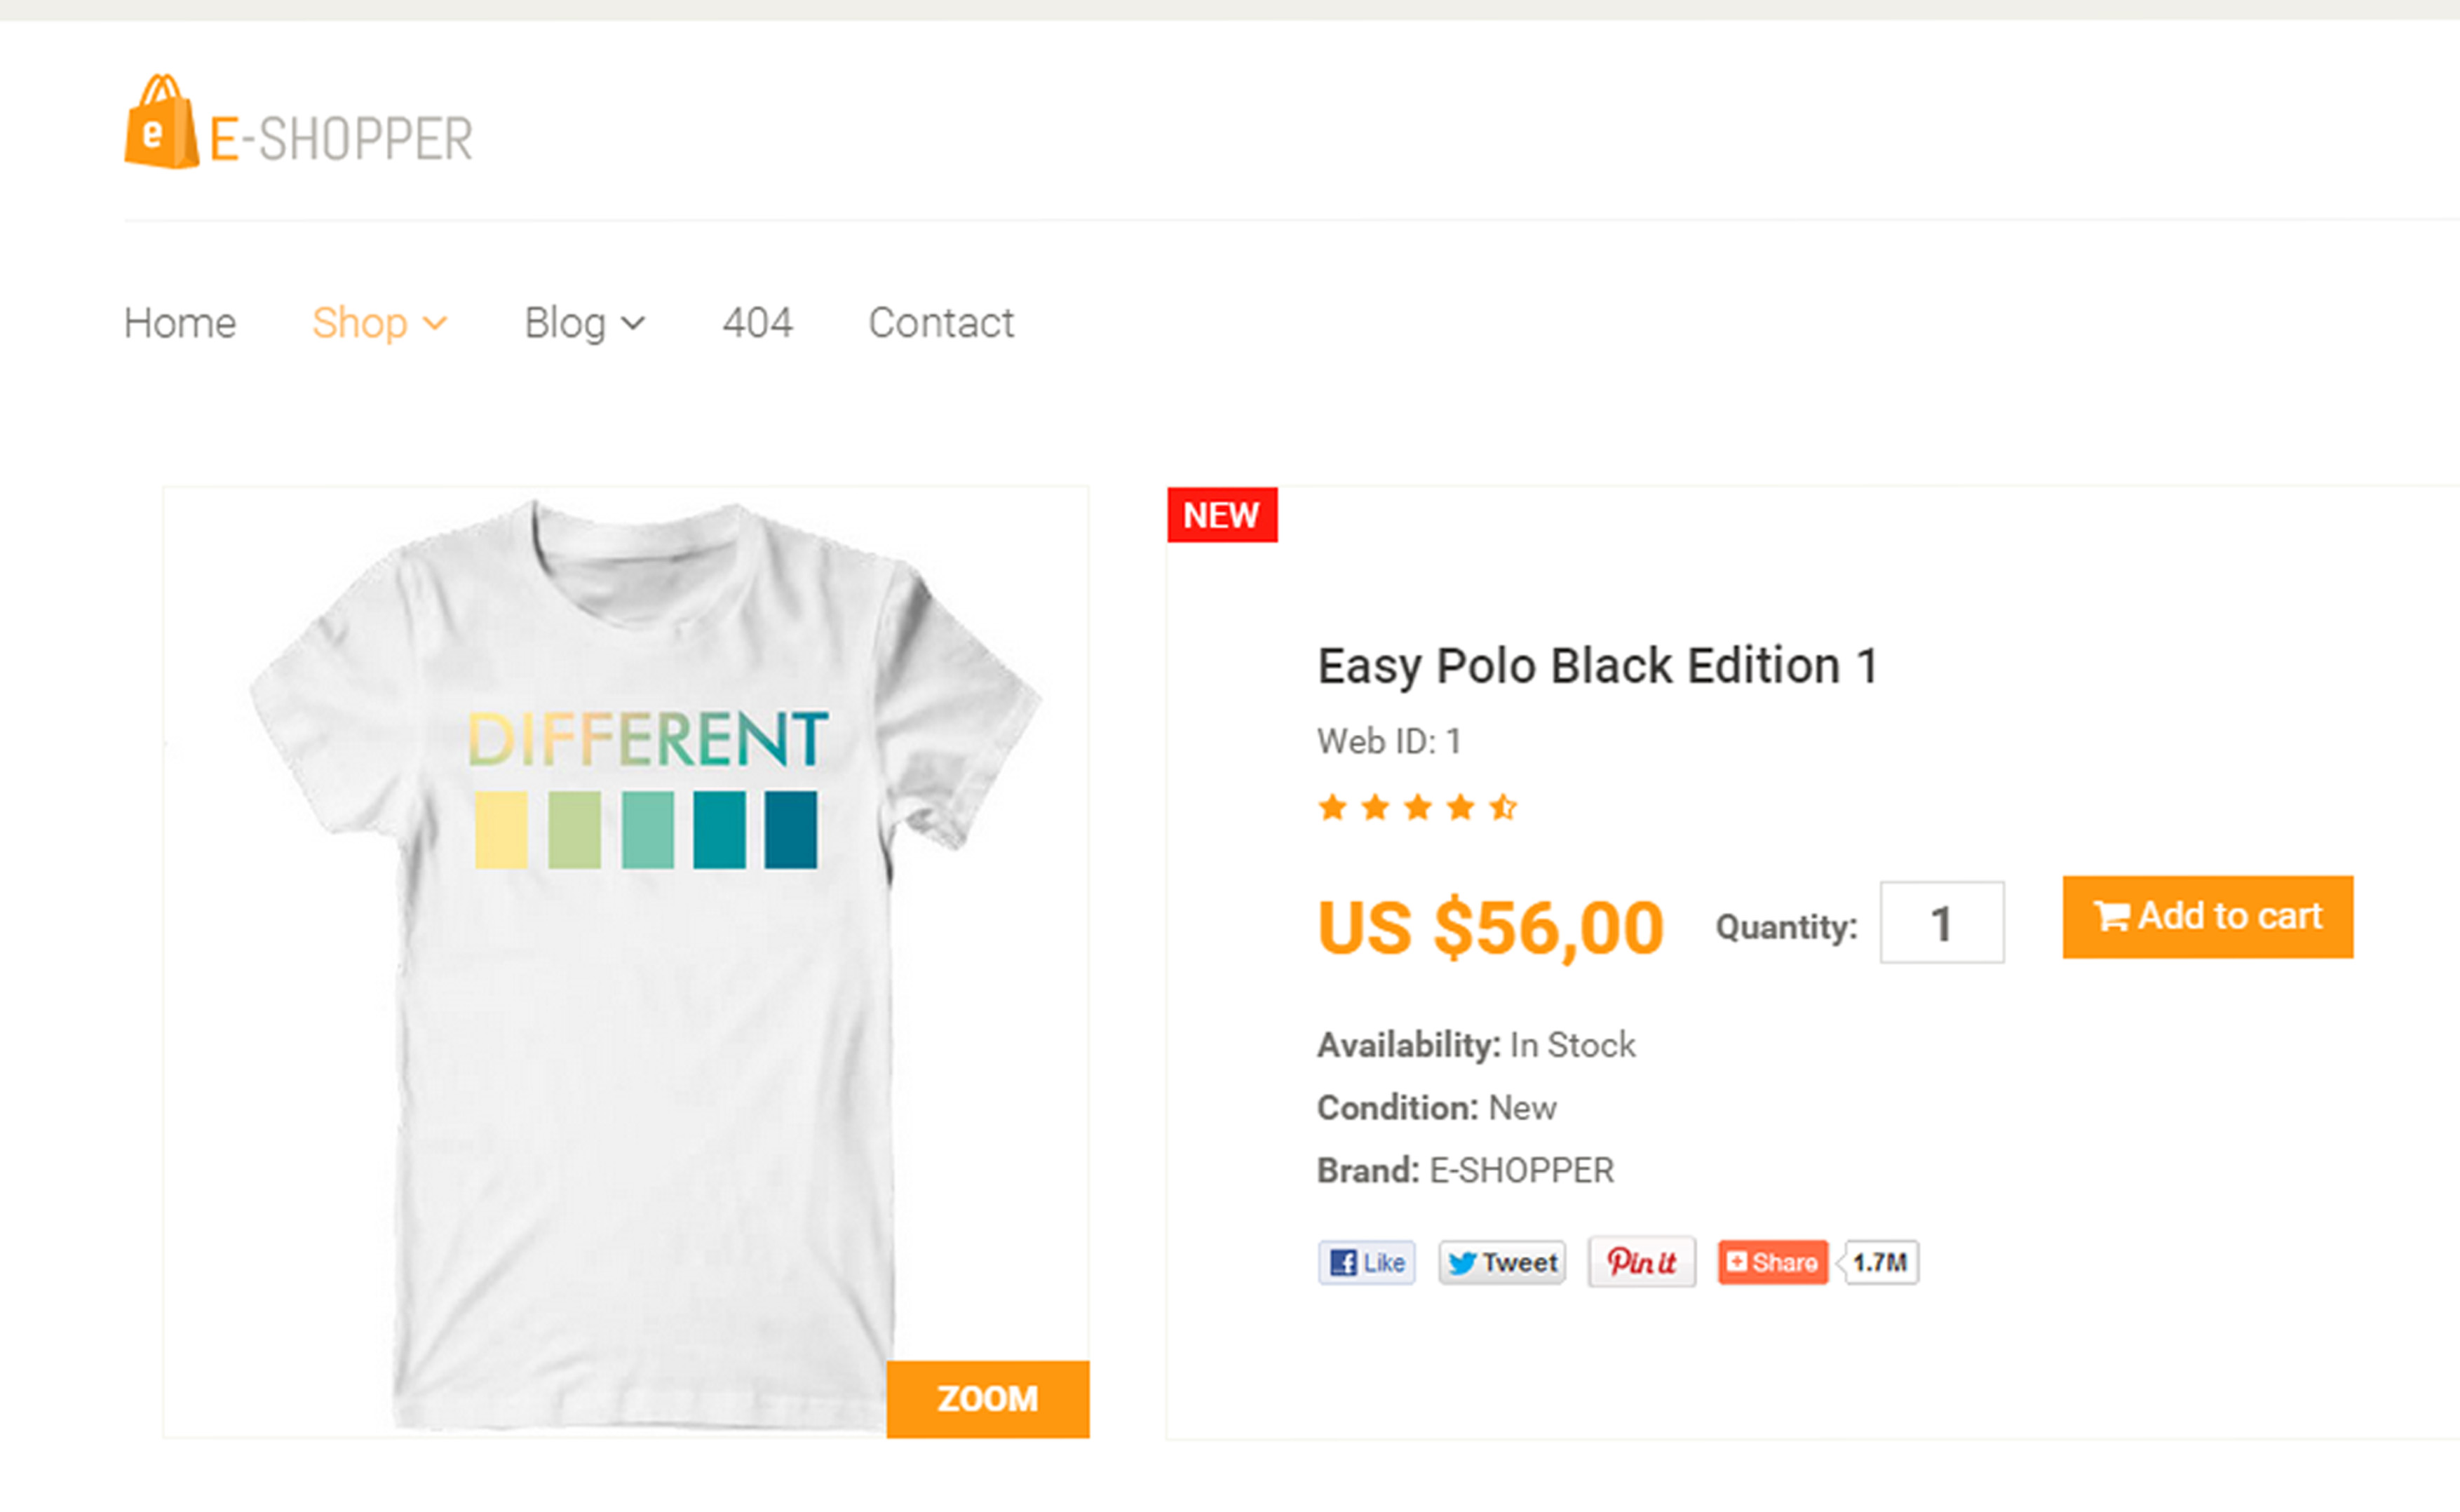 e E-SHOPPER
Home Shop Blog 404 Contact
DIFFERENT
ZOOM
NEW
Easy Polo Black Edition 1
Web ID: 1
US $56,00 Quantity: 1 Add to cart
Availability: In Stock
Condition: New
Brand: E-SHOPPER
f Like Tweet Pin it Share 1.7M